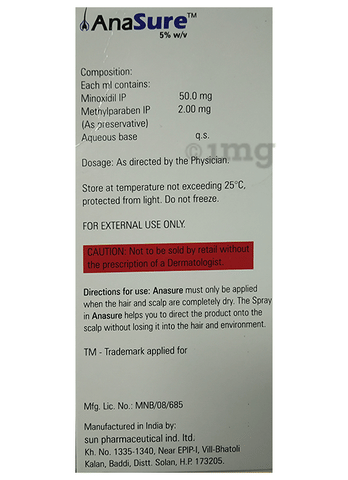 AnaSure™
5% w/v
Composition:
Each ml contains:
Minoxidil IP 50.0 mg
Methylparaben IP 2.00 mg
(As preservative)
Aqueous base q.s.
1mg
Dosage: As directed by the Physician.
Store at temperature not exceeding 25°C,
protected from light. Do not freeze.
FOR EXTERNAL USE ONLY.
CAUTION: Not to be sold by retail without
the prescription of a Dermatologist.
Directions for use: Anasure must only be applied
when the hair and scalp are completely dry. The Spray
in Anasure helps you to direct the product onto the
scalp without losing it into the hair and environment.
TM - Trademark applied for
Mfg. Lic. No.: MNB/08/685
Manufactured in India by:
sun pharmaceutical ind. ltd.
Kh. No. 1335-1340, Near EPIP-I, Vill-Bhatoli
Kalan, Baddi, Distt. Solan, H.P. 173205.